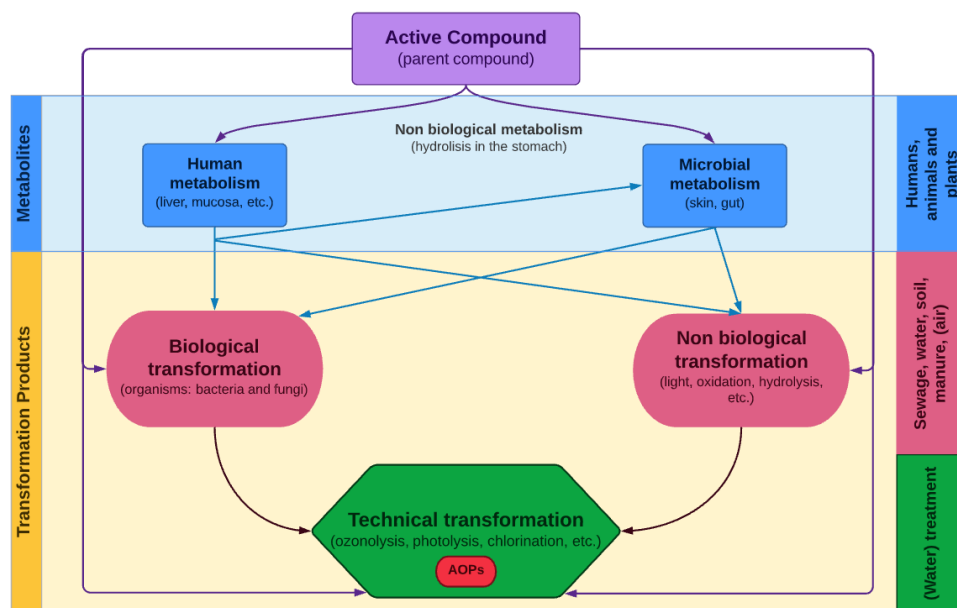 Active Compound
(parent compound)
Metabolites
Non biological metabolism
(hydrolisis in the stomach)
Human
metabolism
(liver, mucosa, etc.)
Microbial
metabolism
(skin, gut)
Humans,
animals and
plants
Transformation Products
Biological
transformation
(organisms: bacteria and fungi)
Non biological
transformation
(light, oxidation, hydrolysis,
etc.)
Sewage, water, soil,
manure, (air)
Technical transformation
(ozonolysis, photolysis, chlorination, etc.)
AOPs
(Water) treatment